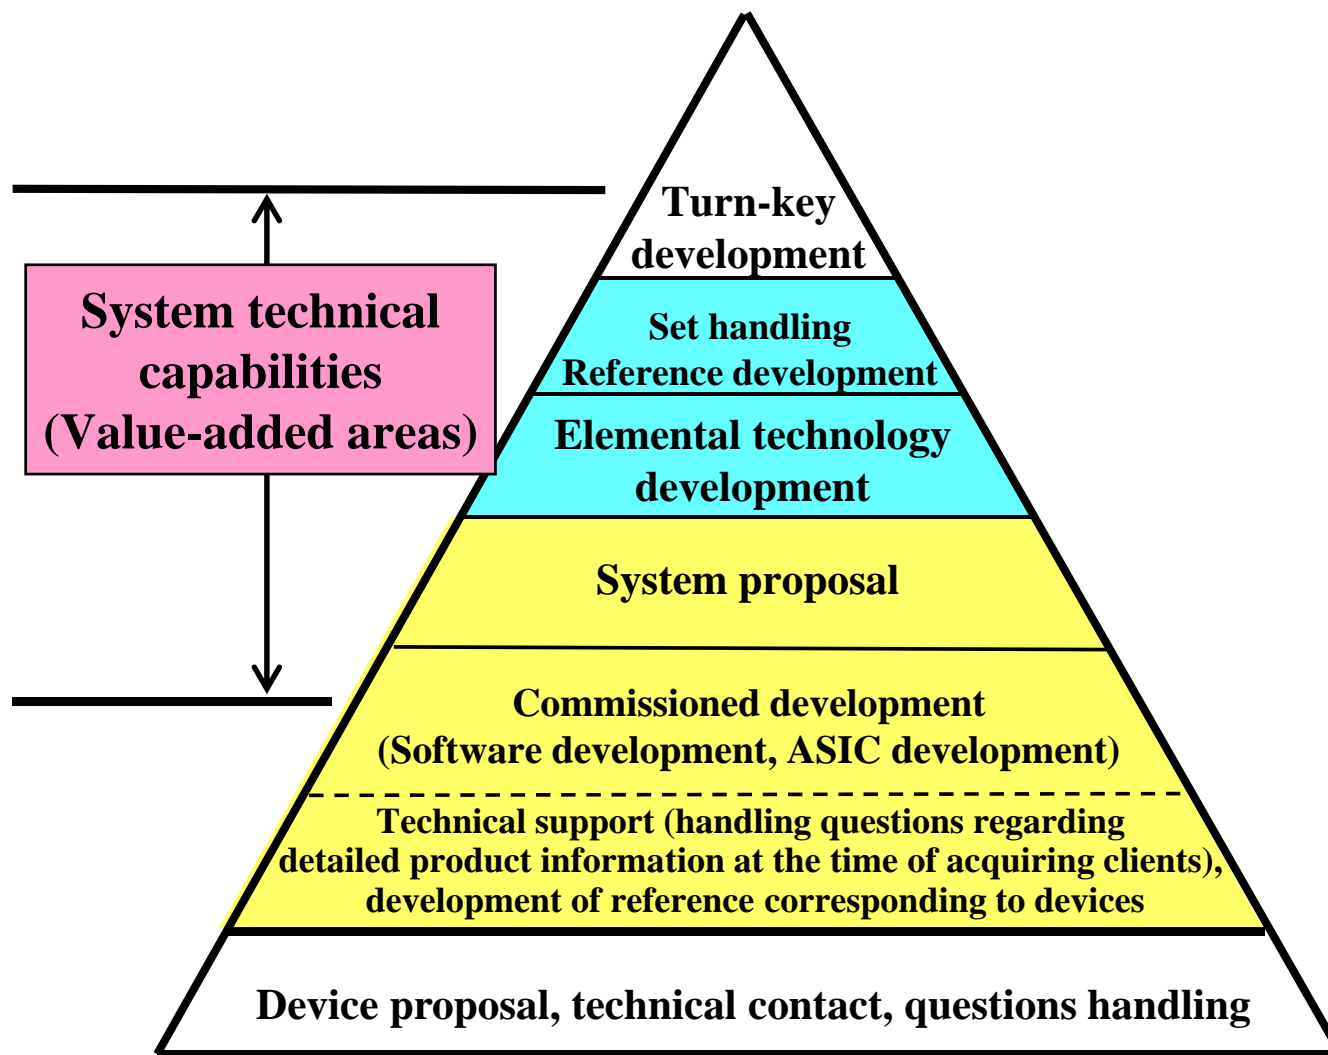 Turn-key
development
System technical
capabilities
(Value-added areas)
Set handling
Reference development
Elemental technology
development
System proposal
Commissioned development
(Software development, ASIC development)
Technical support (handling questions regarding
detailed product information at the time of acquiring clients),
development of reference corresponding to devices
Device proposal, technical contact, questions handling